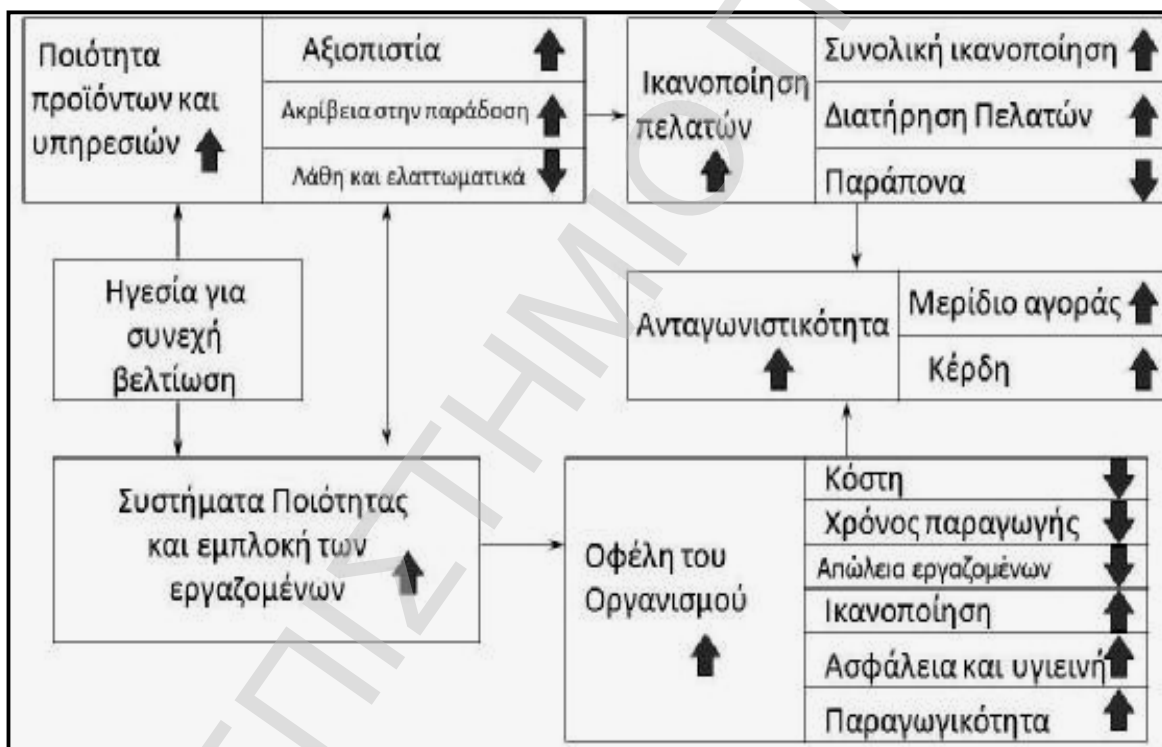 Ποιότητα
προϊόντων και
υπηρεσιών
Αξιοπιστία
Ακρίβεια στην παράδοση
Λάθη και ελαττωματικά
Ικανοποίηση
πελατών
Συνολική ικανοποίηση
Διατήρηση Πελατών
Παράπονα
Ηγεσία για
συνεχή
βελτίωση
Ανταγωνιστικότητα
Μερίδιο αγοράς
Κέρδη
Συστήματα Ποιότητας
και εμπλοκή των
εργαζομένων
Οφέλη του
Οργανισμού
Κόστη
Χρόνος παραγωγής
Απώλεια εργαζομένων
Ικανοποίηση
Ασφάλεια και υγιεινή
Παραγωγικότητα